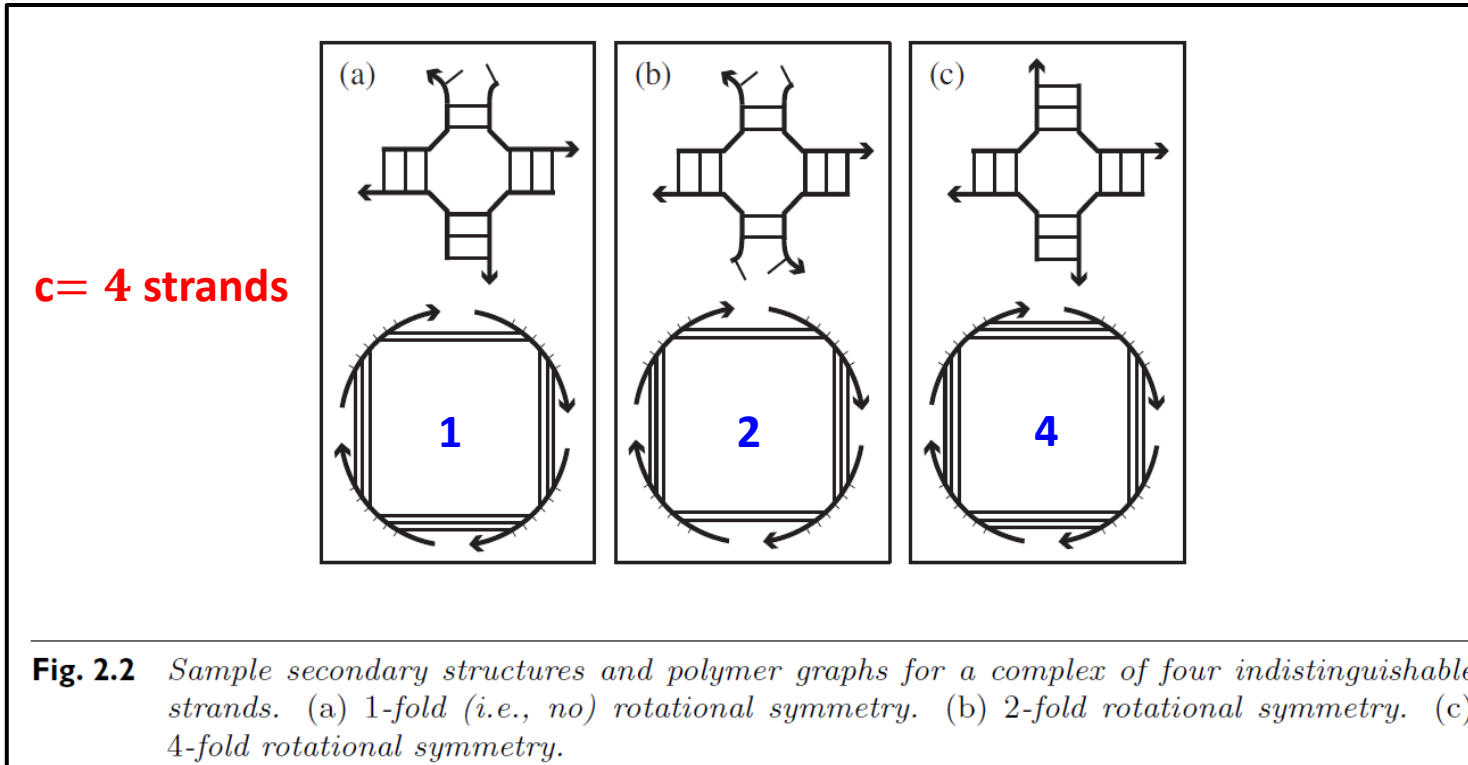 (a) (b) (c)
c= 4 strands
1 2 4
Fig. 2.2 Sample secondary structures and polymer graphs for a complex of four indistinguishable
strands. (a) 1-fold (i.e., no) rotational symmetry. (b) 2-fold rotational symmetry. (c)
4-fold rotational symmetry.